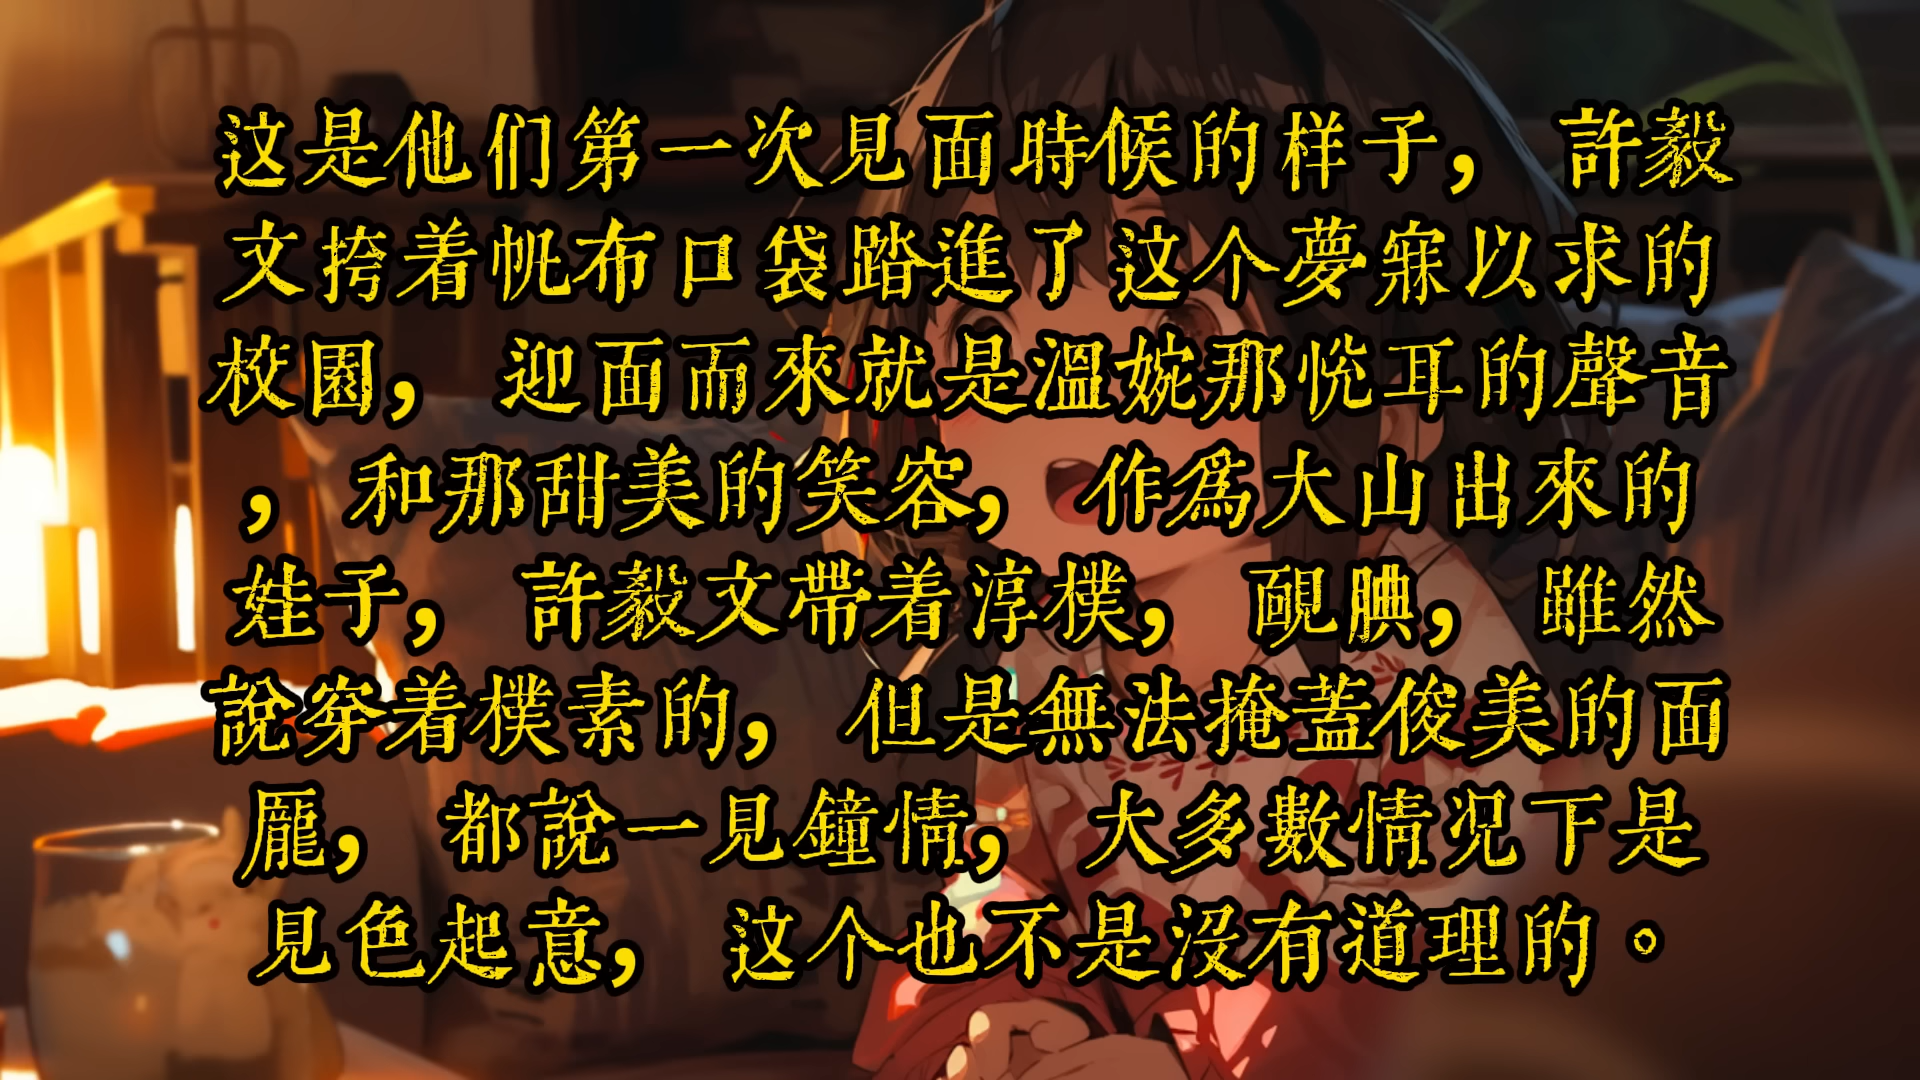 这是他们第一次見面時候的样子，許毅
文挎着帆布口袋踏進了这个夢寐以求的
校園，迎面而來就是溫婉那悅耳的聲音
，和那甜美的笑容，作爲大山出來的
娃子，許毅文帶着淳樸，靦腆，雖然
說穿着樸素的，但是無法掩蓋俊美的面
龐，都說一見鐘情，大多數情況下是
見色起意，这个也不是沒有道理的。